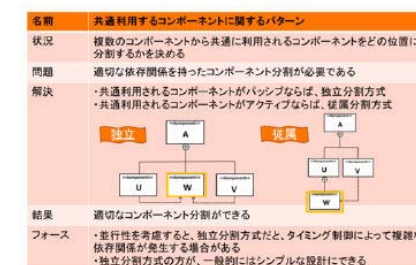 名前 共通利用するコンポーネントに関するパターン
状況 複数のコンポーネントから共通に利用されるコンポーネントをどの位置に
分割するかを決める
問題 適切な依存関係を持ったコンポーネント分割が必要である
解決 ・共通利用されるコンポーネントがパッシブならば、独立分割方式
・共通利用されるコンポーネントがアクティブならば、従属分割方式
独立 A 従属 A
U W V U V
W
結果 適切なコンポーネント分割ができる
フォース ・並行性を考慮すると、独立分割方式だと、タイミング制御によって複雑な
依存関係が発生する場合がある
・独立分割方式の方が、一般的にはシンプルな設計にできる